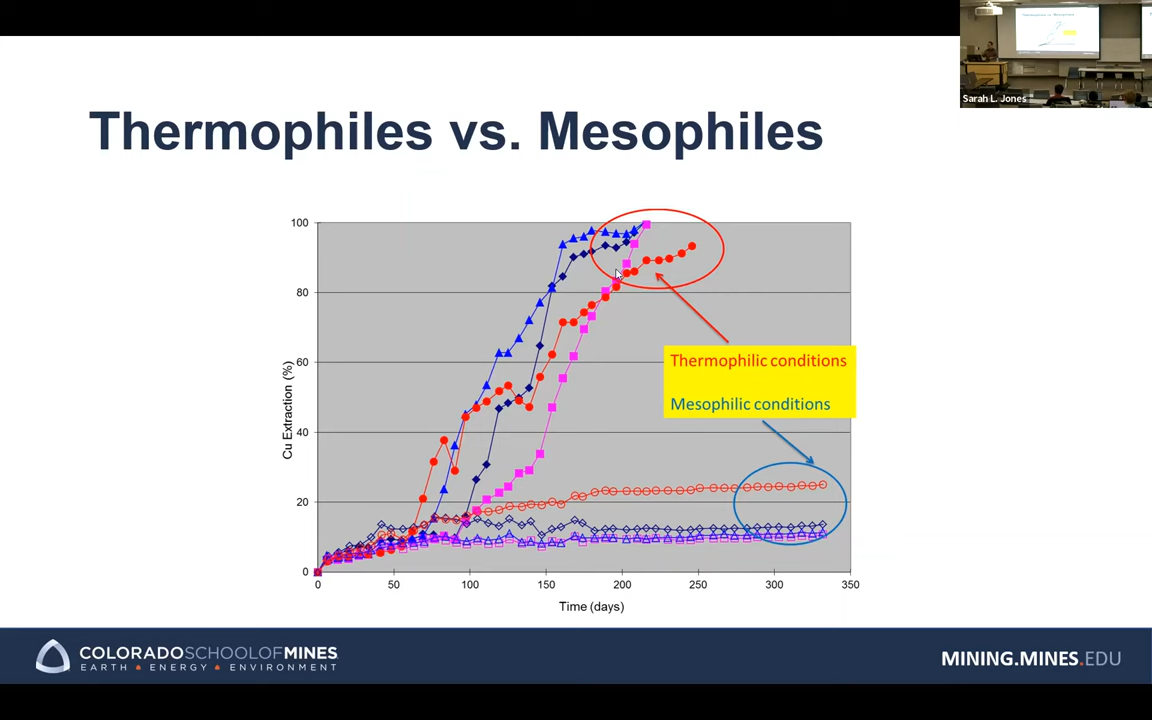 Sarah L. Jones
Thermophiles vs. Mesophiles
100
80
60
40
20
0
Cu Extraction (%)
Thermophilic conditions
Mesophilic conditions
0 50 100 150 200 250 300 350
Time (days)
COLORADOSCHOOLOFMINES
EARTH • ENERGY • ENVIRONMENT
MINING.MINES.EDU